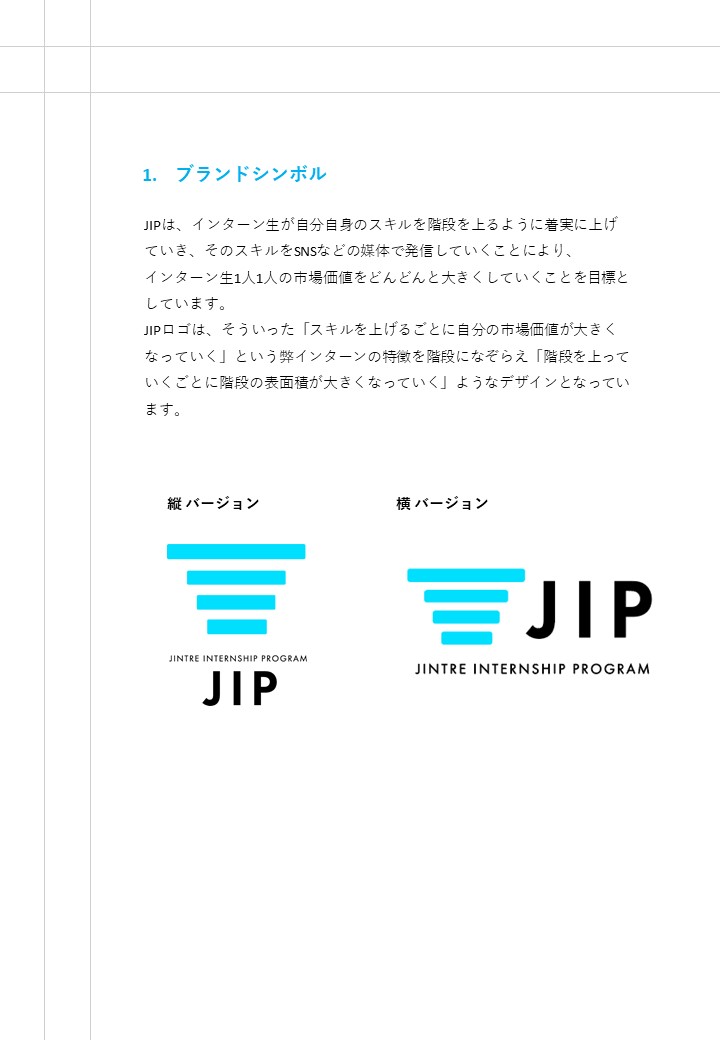 1. ブランドシンボル
JIPは、インターン生が自分自身のスキルを階段を上るように着実に上げ
ていき、そのスキルをSNSなどの媒体で発信していくことにより、
インターン生1人1人の市場価値をどんどんと大きくしていくことを目標と
しています。
JIPロゴは、そういった「スキルを上げるごとに自分の市場価値が大きく
なっていく」という弊インターンの特徴を階段になぞらえ「階段を上って
いくごとに階段の表面積が大きくなっていく」ようなデザインとなってい
ます。
縦バージョン
JINTRE INTERNSHIP PROGRAM
JIP
横バージョン
JIP
JINTRE INTERNSHIP PROGRAM